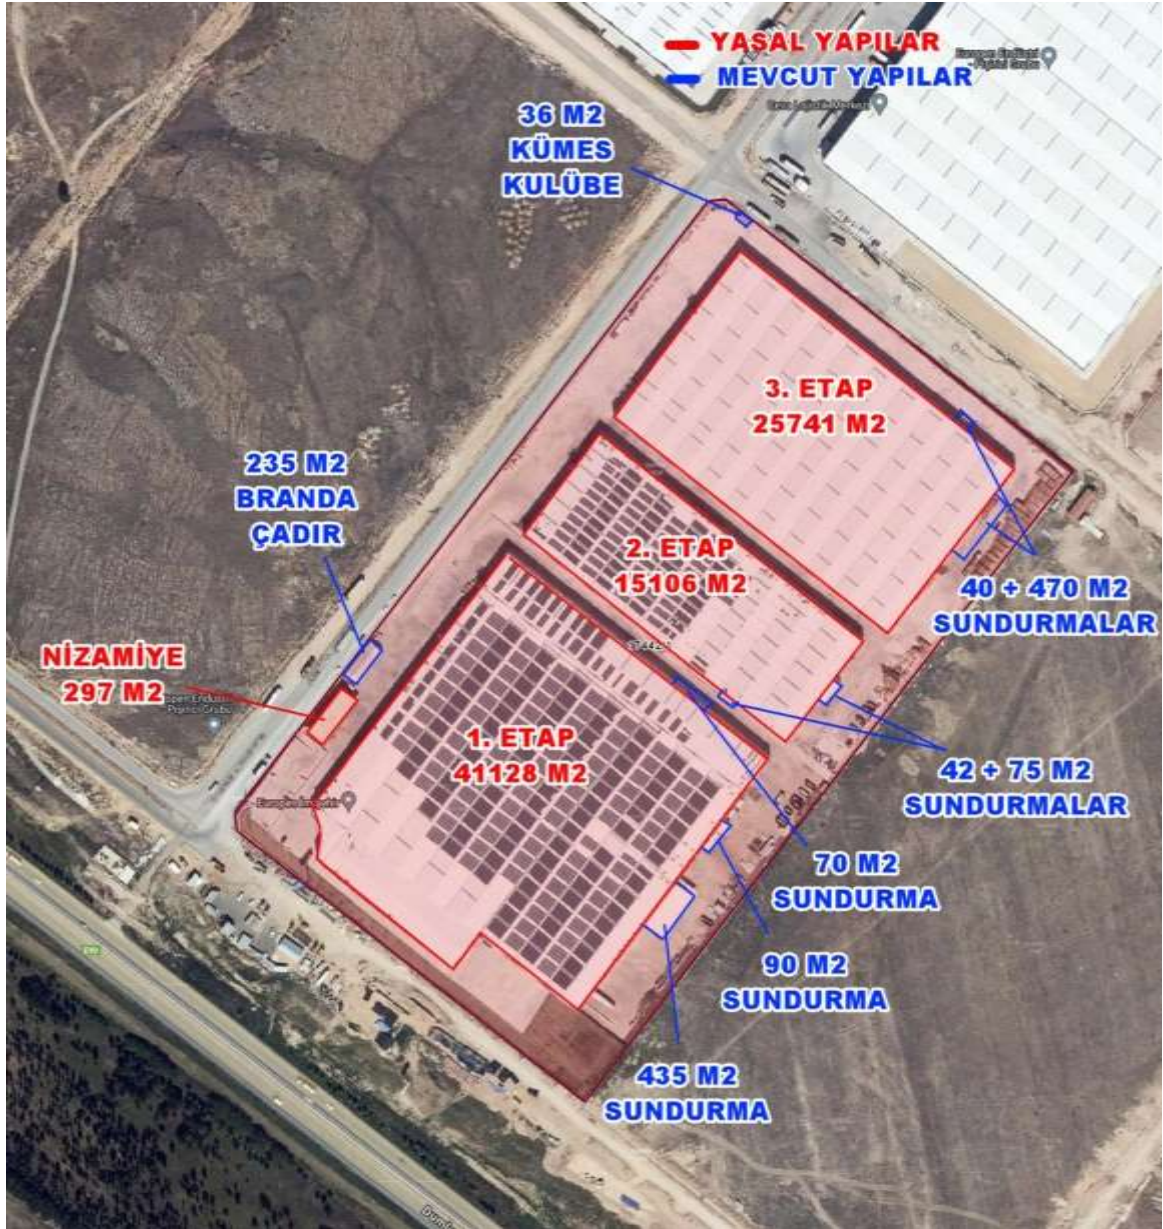 YASAL YAPILAR
MEVCUT YAPILAR
36 M2
KÜMES
KULÜBE
3. ETAP
25741 M2
235 M2
BRANDA
ÇADIR
2. ETAP
15106 M2
40 + 470 M2
SUNDURMALAR
NİZAMİYE
297 M2
1. ETAP
41128 M2
42 + 75 M2
SUNDURMALAR
70 M2
SUNDURMA
90 M2
SUNDURMA
435 M2
SUNDURMA